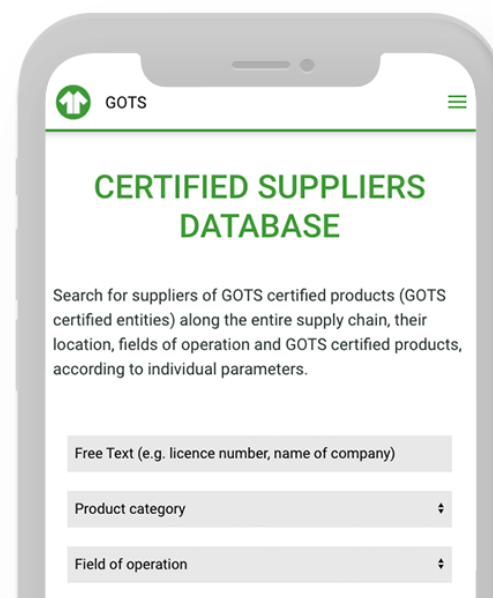 GOTS
CERTIFIED SUPPLIERS
DATABASE
Search for suppliers of GOTS certified products (GOTS
certified entities) along the entire supply chain, their
location, fields of operation and GOTS certified products,
according to individual parameters.
Free Text (e.g. licence number, name of company)
Product category
Field of operation